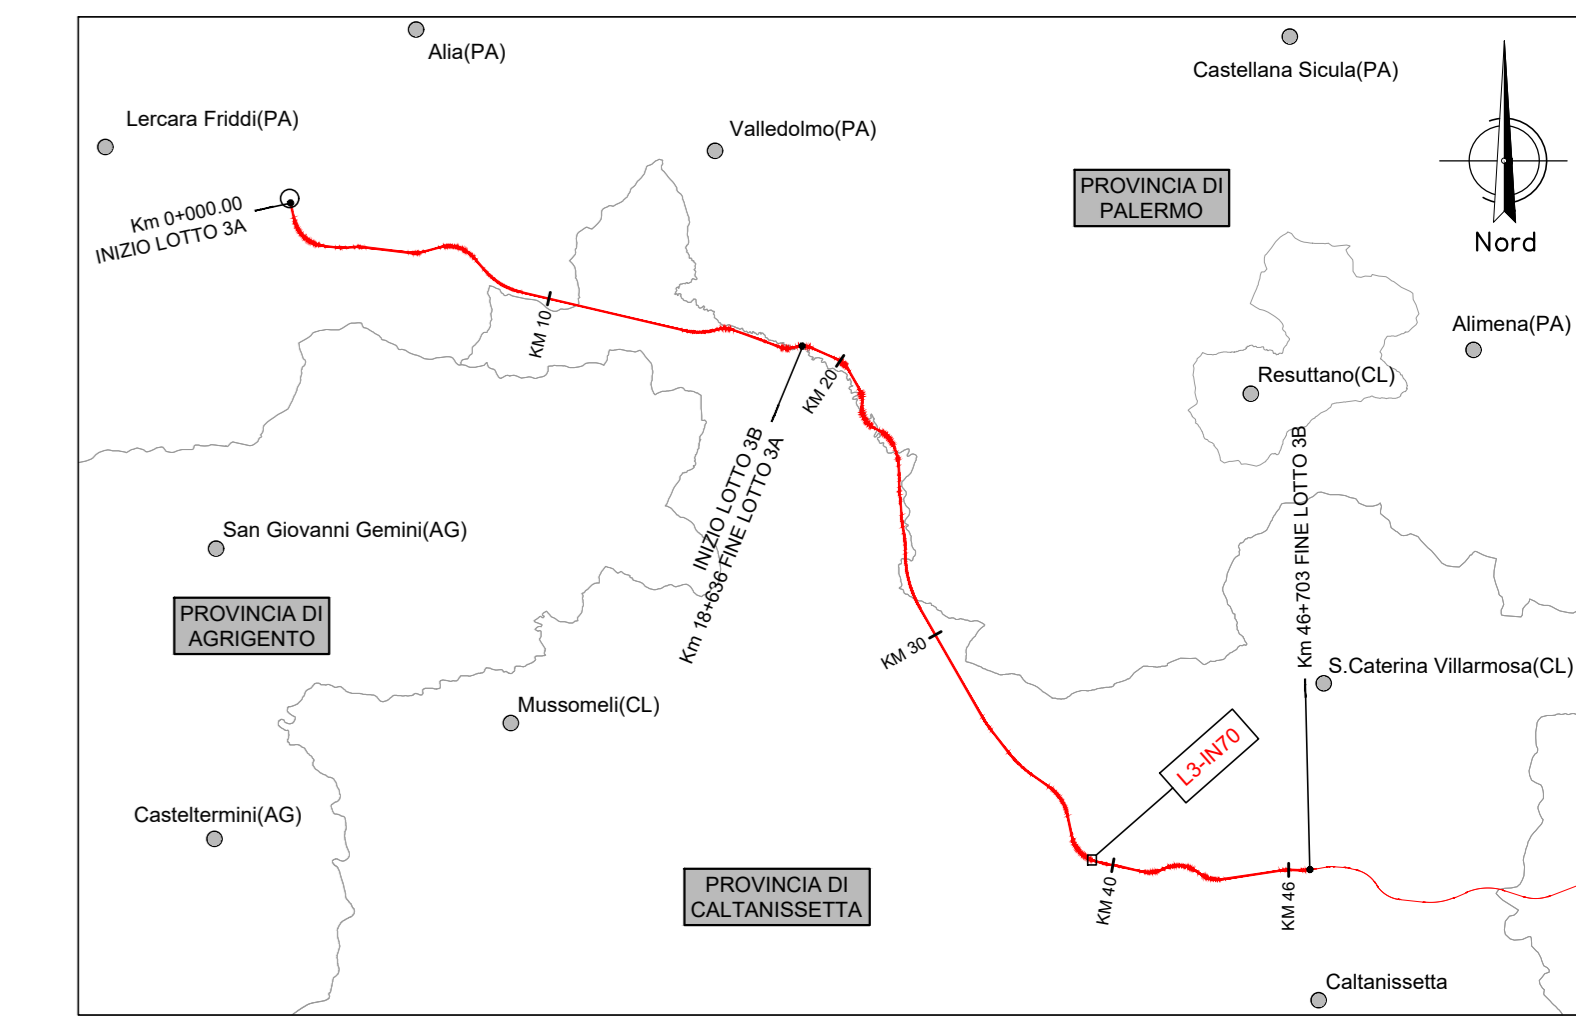 Alia(PA)
Castellana Sicula(PA)
Lercara Friddi(PA)
Valledolmo(PA)
PROVINCIA DI
PALERMO
Nord
Km 0+000.00
INIZIO LOTTO 3A
KM 10
Alimena(PA)
Resuttano(CL)
KM 20
INIZIO LOTTO 3B
Km 18+636 FINE LOTTO 3A
Km 46+703 FINE LOTTO 3B
San Giovanni Gemini(AG)
PROVINCIA DI
AGRIGENTO
KM 30
S.Caterina Villarmosa(CL)
Mussomeli(CL)
L3-IN70
Casteltermini(AG)
PROVINCIA DI
CALTANISSETTA
KM 40
KM 46
Caltanissetta